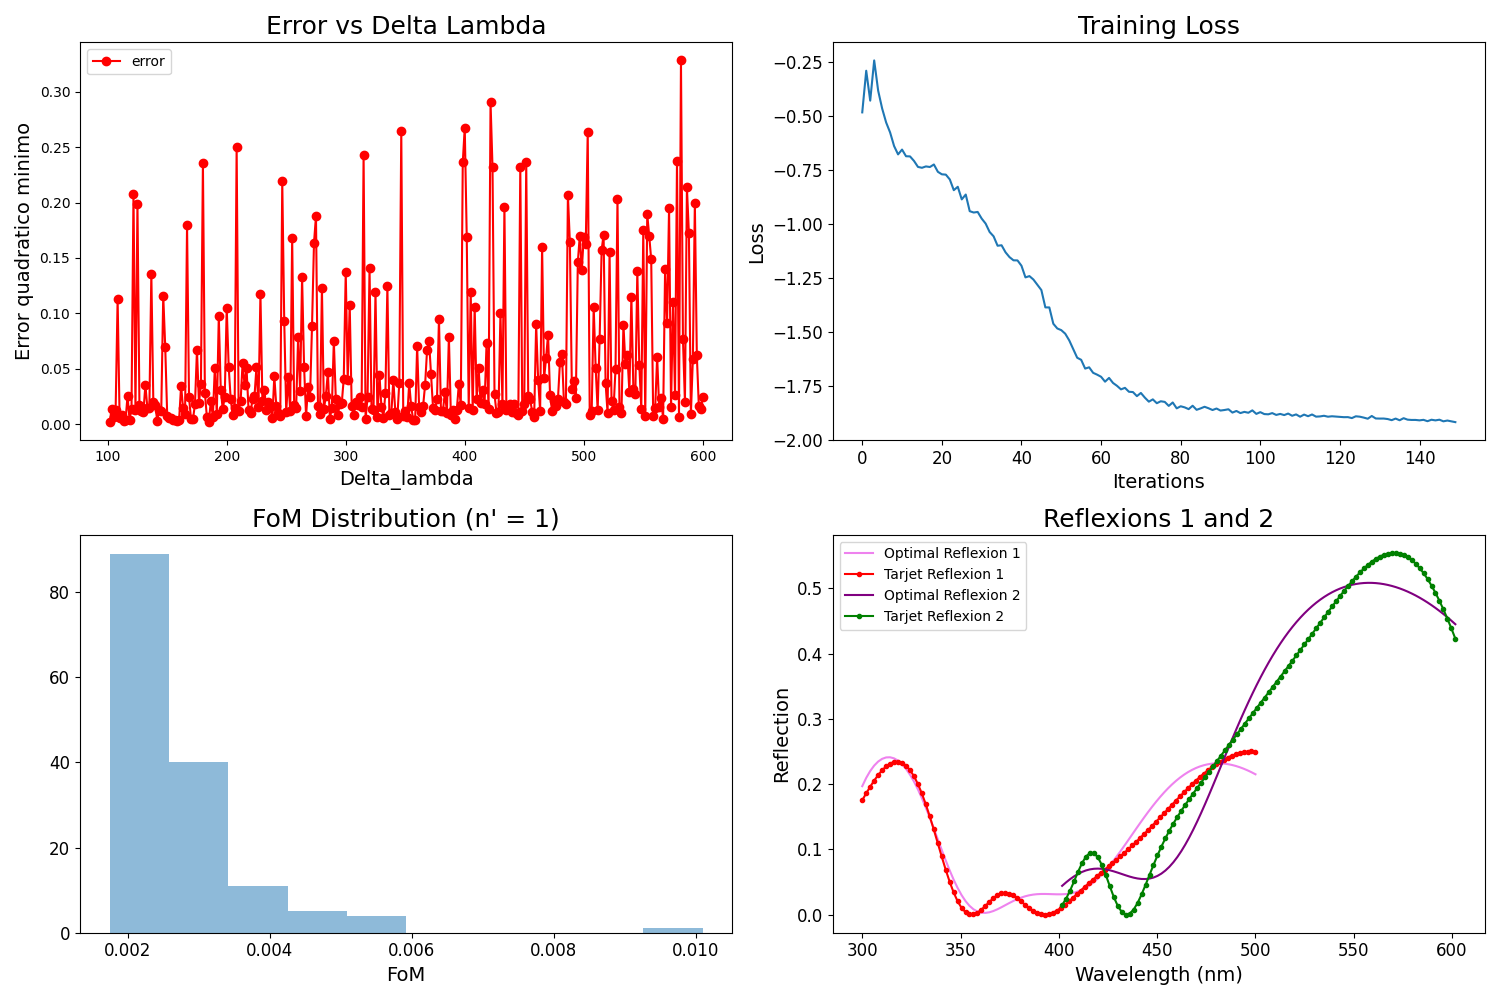 Error vs Delta Lambda
error
Error quadratico minimo
0.30
0.25
0.20
0.15
0.10
0.05
0.00
100 200 300 400 500 600
Delta_lambda
Training Loss
Loss
−0.25
−0.50
−0.75
−1.00
−1.25
−1.50
−1.75
−2.00
0 20 40 60 80 100 120 140
Iterations
FoM Distribution (n' = 1)
80
60
40
20
0
0.002 0.004 0.006 0.008 0.010
FoM
Reflexions 1 and 2
Optimal Reflexion 1
Tarjet Reflexion 1
Optimal Reflexion 2
Tarjet Reflexion 2
Reflection
0.5
0.4
0.3
0.2
0.1
0.0
300 350 400 450 500 550 600
Wavelength (nm)